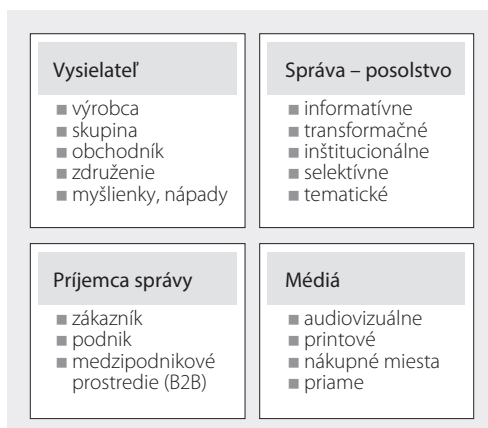 Vysielateľ
■ výrobca
■ skupina
■ obchodník
■ združenie
■ myšlienky, nápady
Správa – posolstvo
■ informatívne
■ transformačné
■ inštitucionálne
■ selektívne
■ tematické
Príjemca správy
■ zákazník
■ podnik
■ medzipodnikové
prostredie (B2B)
Médiá
■ audiovizuálne
■ printové
■ nákupné miesta
■ priame